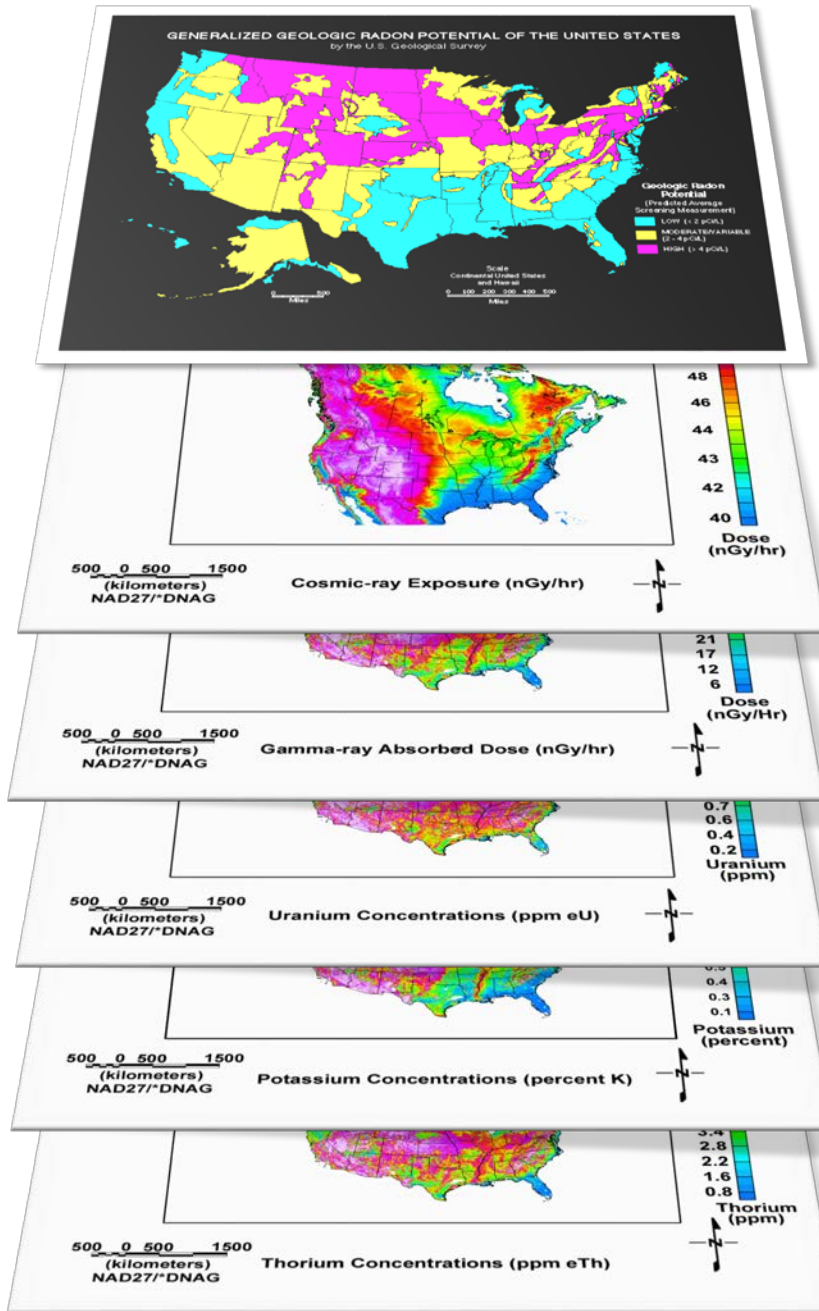 GENERALIZED GEOLOGIC RADON POTENTIAL OF THE UNITED STATES
by the U.S. Geological Survey
Geologic Radon
Potential
(Predicted Average
Screening Measurement)
LOW (< 2 pCi/L)
MODERATE/VARIABLE
(2 - 4 pCi/L)
HIGH (> 4 pCi/L)
Scale
Continental United States
and Hawaii
0 500
Miles
0 100 200 300 400 500
Miles
48
46
44
43
42
40
Dose
(nGy/hr)
500 0 500 1500
(kilometers)
NAD27/*DNAG
Cosmic-ray Exposure (nGy/hr)
Z
21
17
12
6
Dose
(nGy/Hr)
500 0 500 1500
(kilometers)
NAD27/*DNAG
Gamma-ray Absorbed Dose (nGy/hr)
Z
0.7
0.6
0.4
0.2
Uranium
(ppm)
500 0 500 1500
(kilometers)
NAD27/*DNAG
Uranium Concentrations (ppm eU)
Z
0.5
0.4
0.3
0.1
Potassium
(percent)
500 0 500 1500
(kilometers)
NAD27/*DNAG
Potassium Concentrations (percent K)
Z
3.4
2.8
2.2
1.6
0.8
Thorium
(ppm)
500 0 500 1500
(kilometers)
NAD27/*DNAG
Thorium Concentrations (ppm eTh)
Z